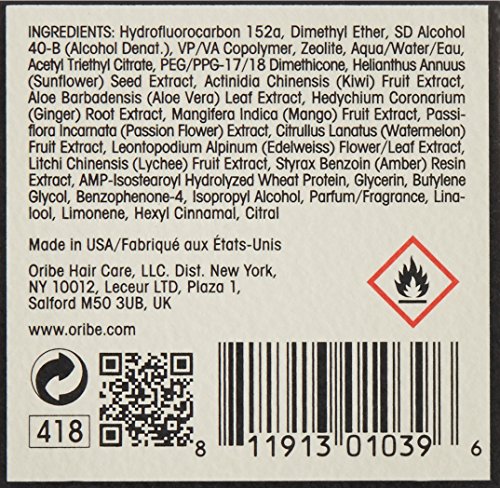 INGREDIENTS: Hydrofluorocarbon 152a, Dimethyl Ether, SD Alcohol
40-B (Alcohol Denat.), VP/VA Copolymer, Zeolite, Aqua/Water/Eau,
Acetyl Triethyl Citrate, PEG/PPG-17/18 Dimethicone, Helianthus Annuus
(Sunflower) Seed Extract, Actinidia Chinensis (Kiwi) Fruit Extract,
Aloe Barbadensis (Aloe Vera) Leaf Extract, Hedychium Coronarium
(Ginger) Root Extract, Mangifera Indica (Mango) Fruit Extract, Passi-
flora Incarnata (Passion Flower) Extract, Citrullus Lanatus (Watermelon)
Fruit Extract, Leontopodium Alpinum (Edelweiss) Flower/Leaf Extract,
Litchi Chinensis (Lychee) Fruit Extract, Styrax Benzoin (Amber) Resin
Extract, AMP-Isostearoyl Hydrolyzed Wheat Protein, Glycerin, Butylene
Glycol, Benzophenone-4, Isopropyl Alcohol, Parfum/Fragrance, Lina-
lool, Limonene, Hexyl Cinnamal, Citral
Made in USA/Fabriqué aux États-Unis
Oribe Hair Care, LLC. Dist. New York,
NY 10012, Leceur LTD, Plaza 1,
Salford M50 3UB, UK
www.oribe.com
418
8 11913 01039 6